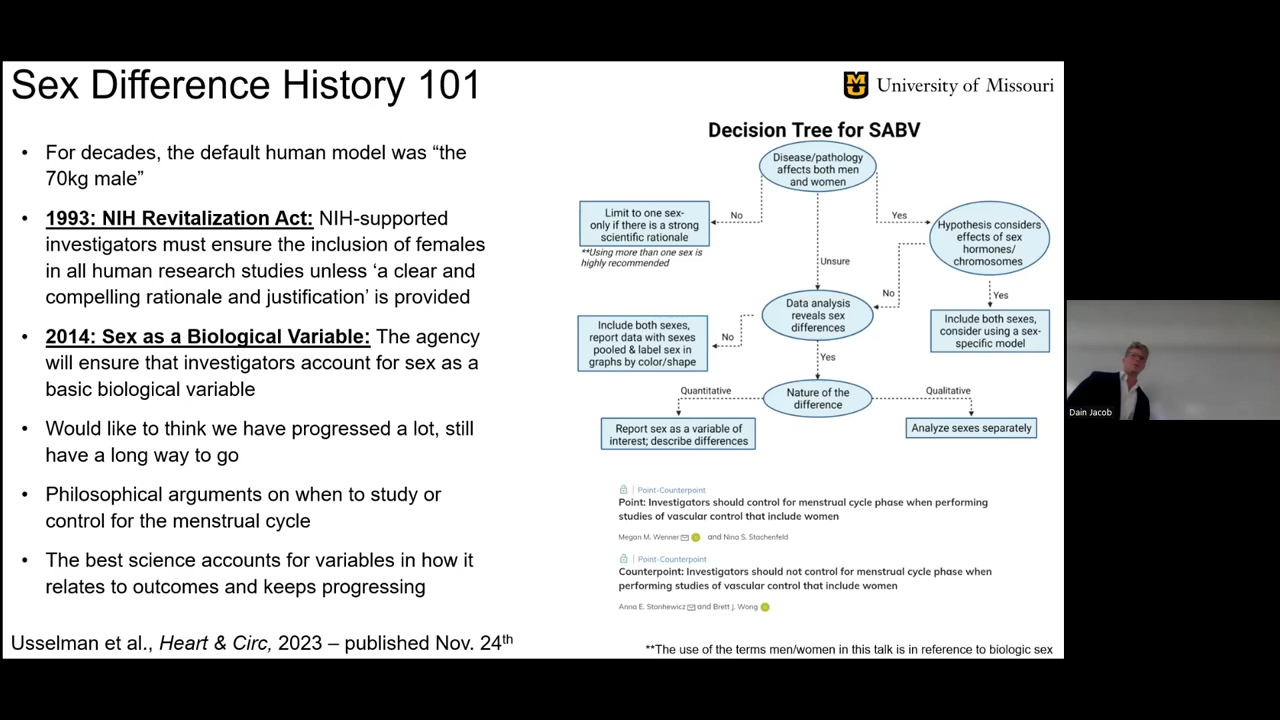 Sex Difference History 101
University of Missouri
• For decades, the default human model was “the
70kg male”
• 1993: NIH Revitalization Act: NIH-supported
investigators must ensure the inclusion of females
in all human research studies unless ‘a clear and
compelling rationale and justification’ is provided
• 2014: Sex as a Biological Variable: The agency
will ensure that investigators account for sex as a
basic biological variable
• Would like to think we have progressed a lot, still
have a long way to go
• Philosophical arguments on when to study or
control for the menstrual cycle
• The best science accounts for variables in how it
relates to outcomes and keeps progressing
Usselman et al., Heart & Circ, 2023 – published Nov. 24th
Decision Tree for SABV
Disease/pathology
affects both men
and women
No
Yes
Unsure
Limit to one sex-
only if there is a strong
scientific rationale
**Using more than one sex is
highly recommended
Hypothesis considers
effects of sex
hormones/
chromosomes
No
Yes
Include both sexes,
consider using a sex-
specific model
Data analysis
reveals sex
differences
No
Yes
Include both sexes,
report data with sexes
pooled & label sex in
graphs by color/shape
Nature of the
difference
Quantitative
Qualitative
Report sex as a variable of
interest; describe differences
Analyze sexes separately
Point-Counterpoint
Point: Investigators should control for menstrual cycle phase when performing
studies of vascular control that include women
Megan M. Wenner and Nina S. Stachenfeld
Point-Counterpoint
Counterpoint: Investigators should not control for menstrual cycle phase when
performing studies of vascular control that include women
Anna E. Stanhewicz and Brett J. Wong
**The use of the terms men/women in this talk is in reference to biologic sex
Dain Jacob